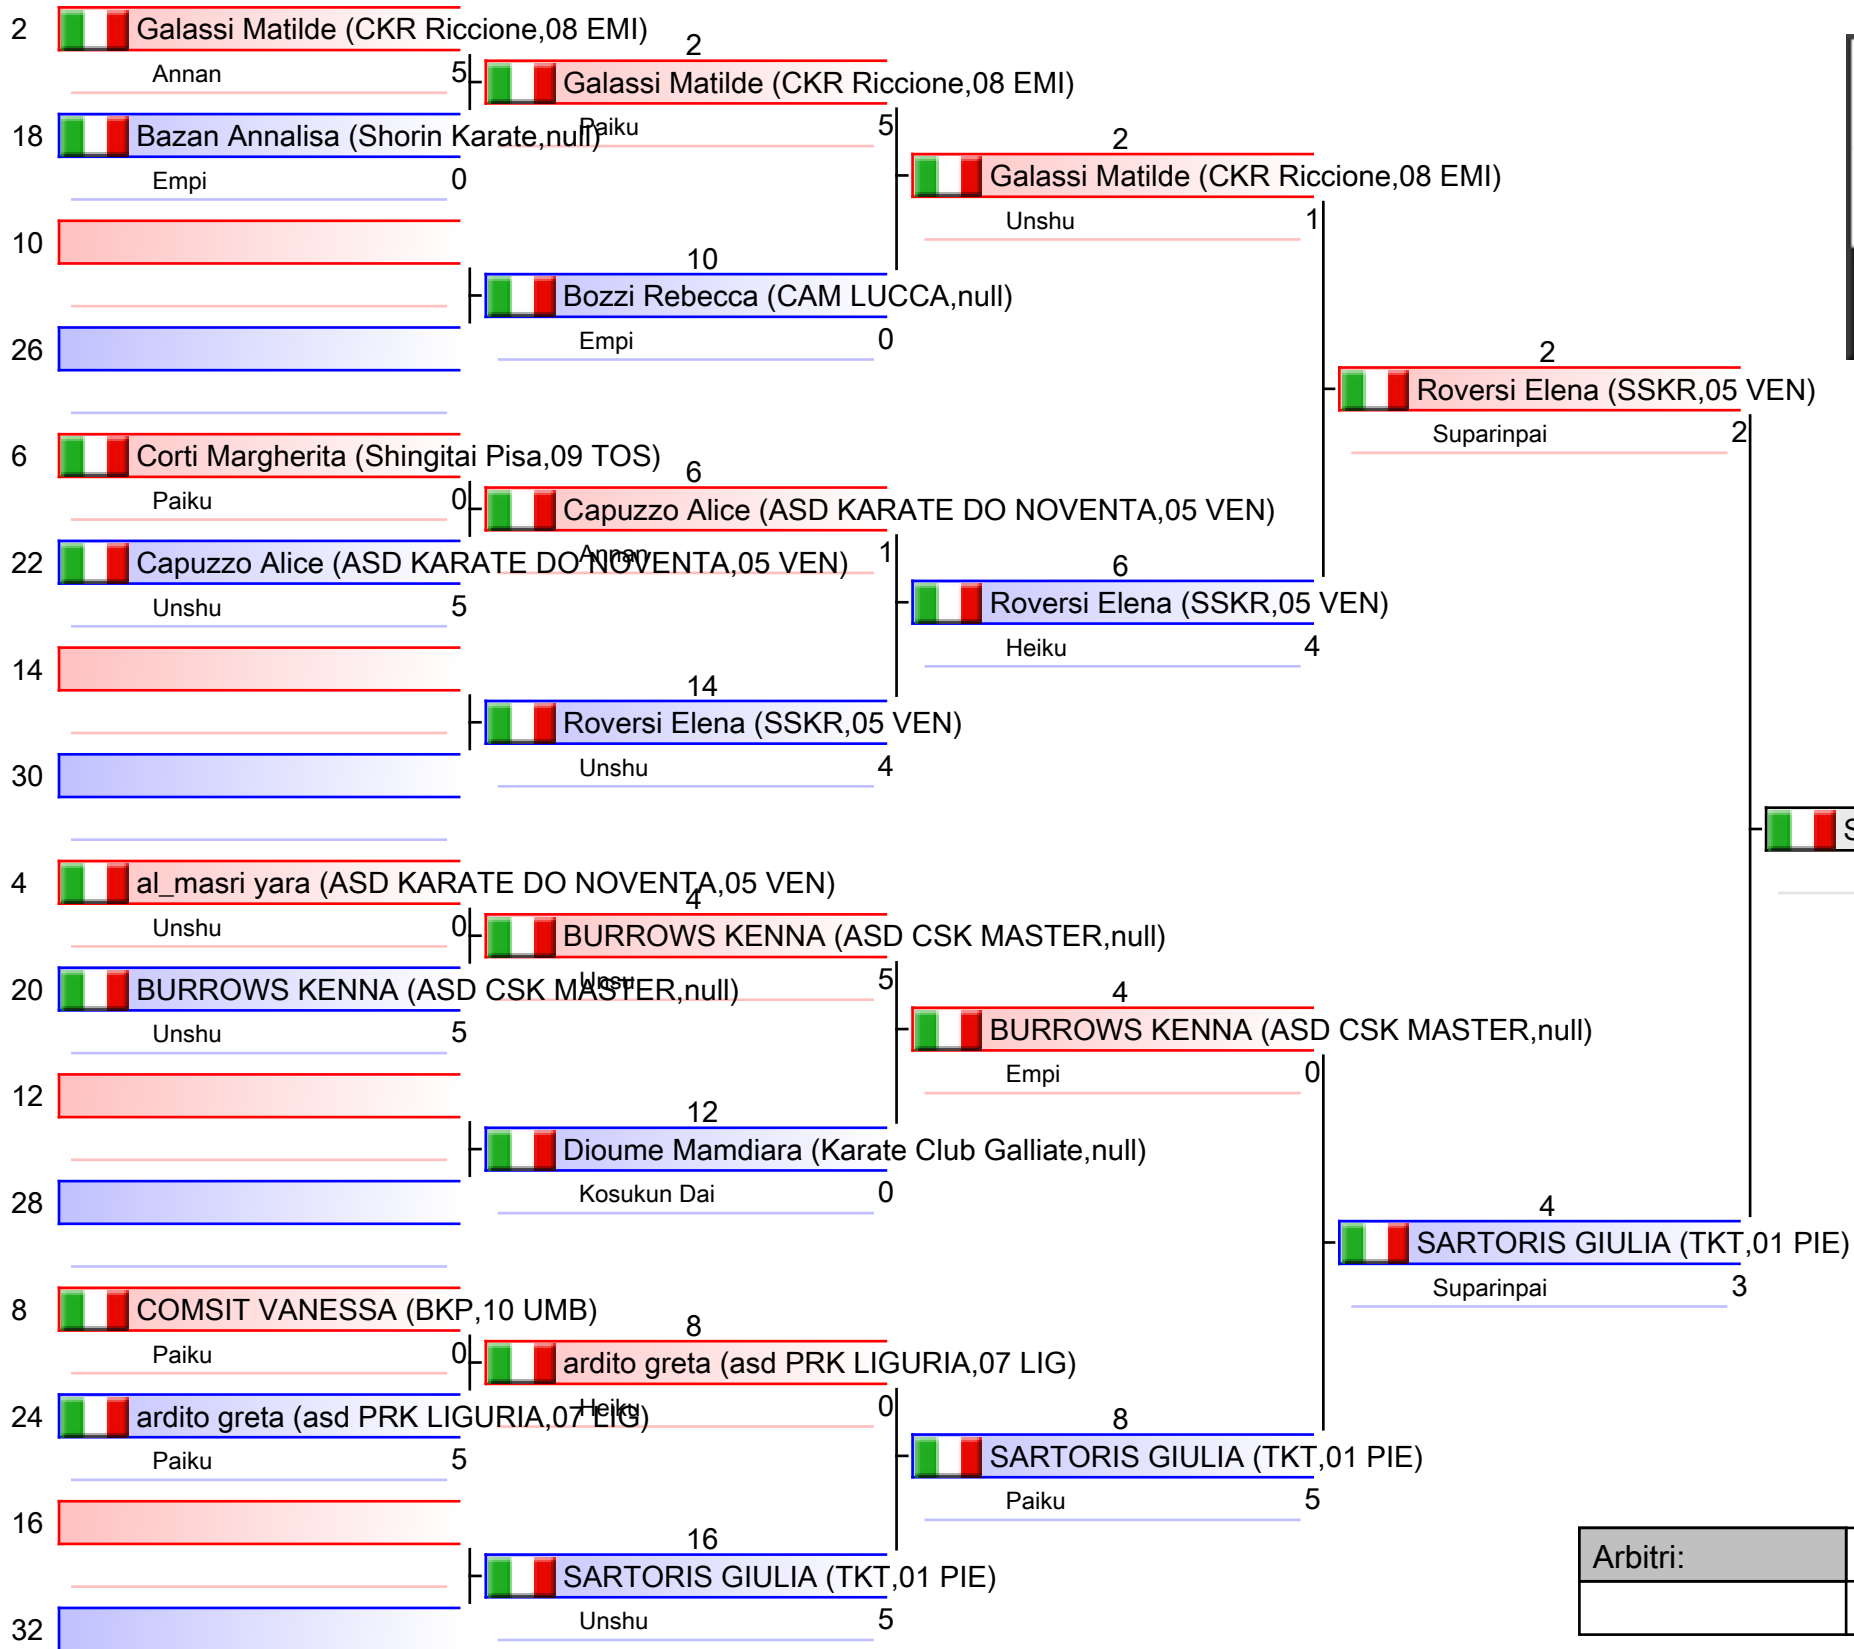 2 Galassi Matilde (CKR Riccione,08 EMI)
Annan 5
18 Bazan Annalisa (Shorin Karate,null)
Empi 0
10
26
6 Corti Margherita (Shingitai Pisa,09 TOS)
Paiku 0
22 Capuzzo Alice (ASD KARATE DO NOVENTA,05 VEN)
Unshu 5
14
30
4 al_masri yara (ASD KARATE DO NOVENTA,05 VEN)
Unshu 0
20 BURROWS KENNA (ASD CSK MASTER,null)
Unshu 5
12
28
8 COMSIT VANESSA (BKP,10 UMB)
Paiku 0
24 ardito greta (asd PRK LIGURIA,07 LIG)
Paiku 5
16
32
2
Galassi Matilde (CKR Riccione,08 EMI)
Paiku 5
10
Bozzi Rebecca (CAM LUCCA,null)
Empi 0
6
Capuzzo Alice (ASD KARATE DO NOVENTA,05 VEN)
Annan 1
14
Roversi Elena (SSKR,05 VEN)
Unshu 4
4
BURROWS KENNA (ASD CSK MASTER,null)
Unsu 5
12
Dioume Mamdiara (Karate Club Galliate,null)
Kosukun Dai 0
8
ardito greta (asd PRK LIGURIA,07 LIG)
Heiku 0
16
SARTORIS GIULIA (TKT,01 PIE)
Unshu 5
2
Galassi Matilde (CKR Riccione,08 EMI)
Unshu 1
6
Roversi Elena (SSKR,05 VEN)
Heiku 4
4
BURROWS KENNA (ASD CSK MASTER,null)
Empi 0
8
SARTORIS GIULIA (TKT,01 PIE)
Paiku 5
2
Roversi Elena (SSKR,05 VEN)
Suparinpai 2
4
SARTORIS GIULIA (TKT,01 PIE)
Suparinpai 3
Arbitri: